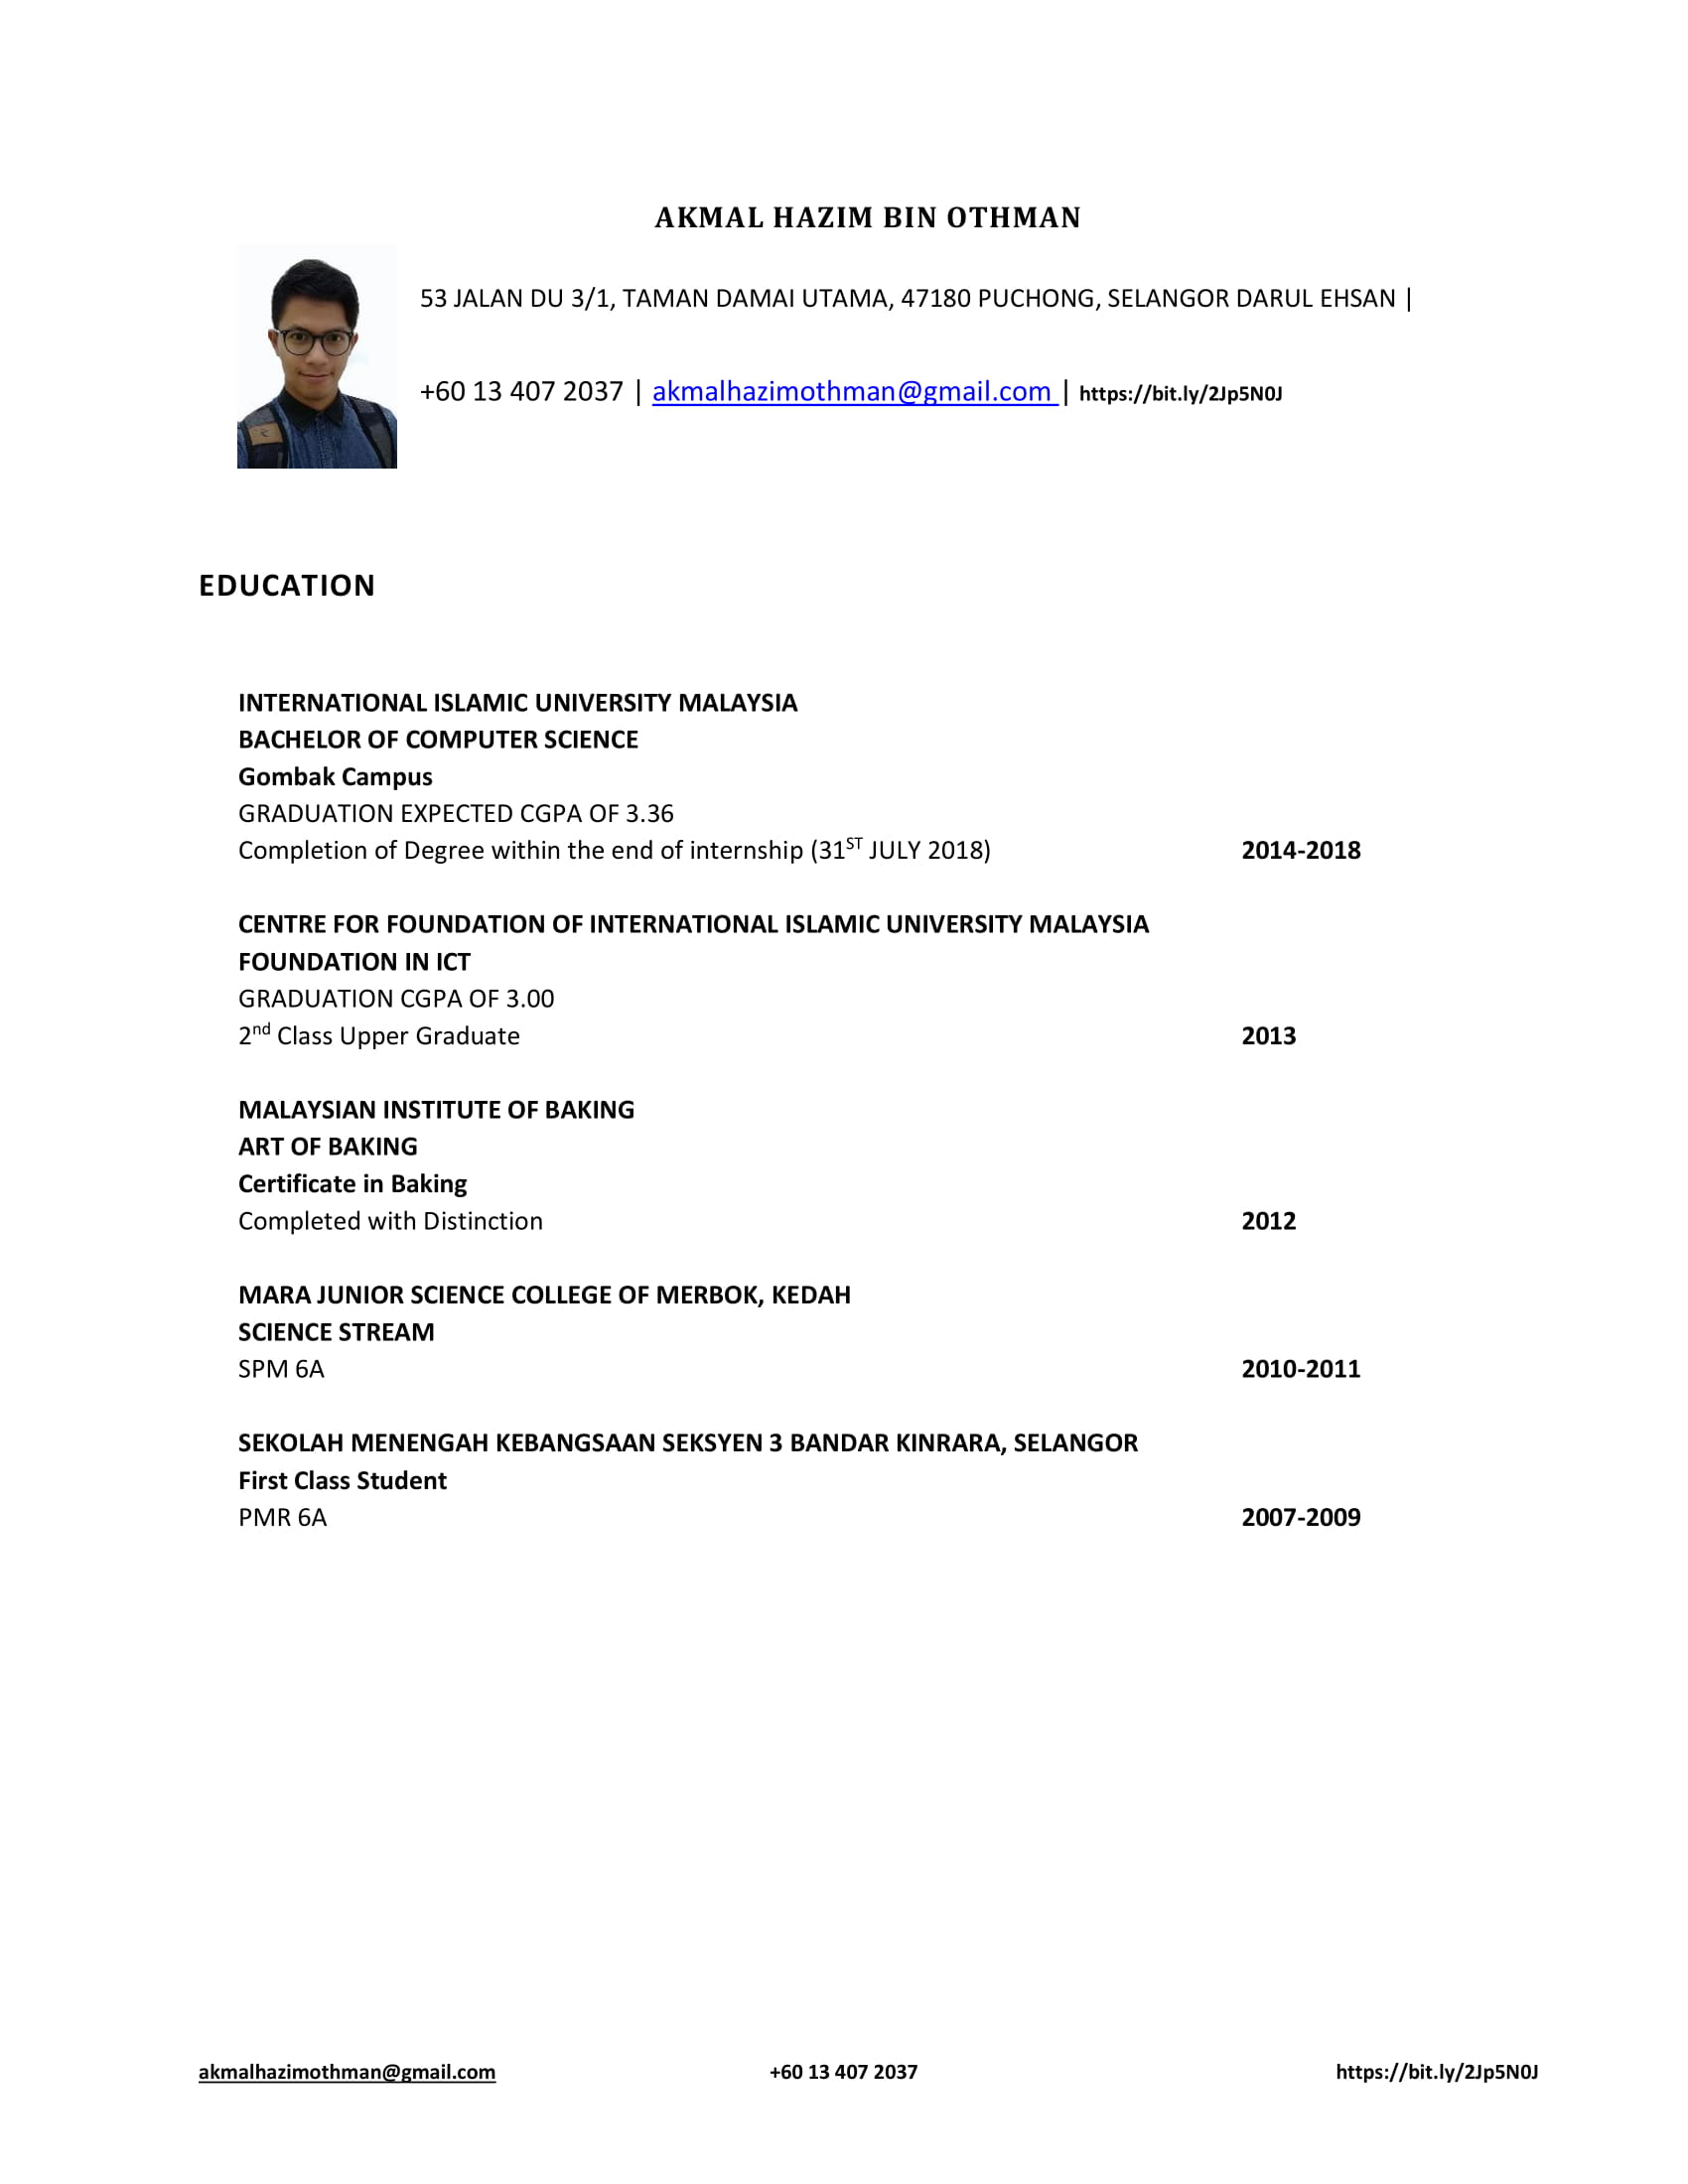 AKMAL HAZIM BIN OTHMAN
53 JALAN DU 3/1, TAMAN DAMAI UTAMA, 47180 PUCHONG, SELANGOR DARUL EHSAN |
+60 13 407 2037 | akmalhazimothman@gmail.com | https://bit.ly/2Jp5N0J
EDUCATION
INTERNATIONAL ISLAMIC UNIVERSITY MALAYSIA
BACHELOR OF COMPUTER SCIENCE
Gombak Campus
GRADUATION EXPECTED CGPA OF 3.36
Completion of Degree within the end of internship (31ST JULY 2018) 2014-2018
CENTRE FOR FOUNDATION OF INTERNATIONAL ISLAMIC UNIVERSITY MALAYSIA
FOUNDATION IN ICT
GRADUATION CGPA OF 3.00
2nd Class Upper Graduate 2013
MALAYSIAN INSTITUTE OF BAKING
ART OF BAKING
Certificate in Baking
Completed with Distinction 2012
MARA JUNIOR SCIENCE COLLEGE OF MERBOK, KEDAH
SCIENCE STREAM
SPM 6A 2010-2011
SEKOLAH MENENGAH KEBANGSAAN SEKSYEN 3 BANDAR KINRARA, SELANGOR
First Class Student
PMR 6A 2007-2009
akmalhazimothman@gmail.com +60 13 407 2037 https://bit.ly/2Jp5N0J